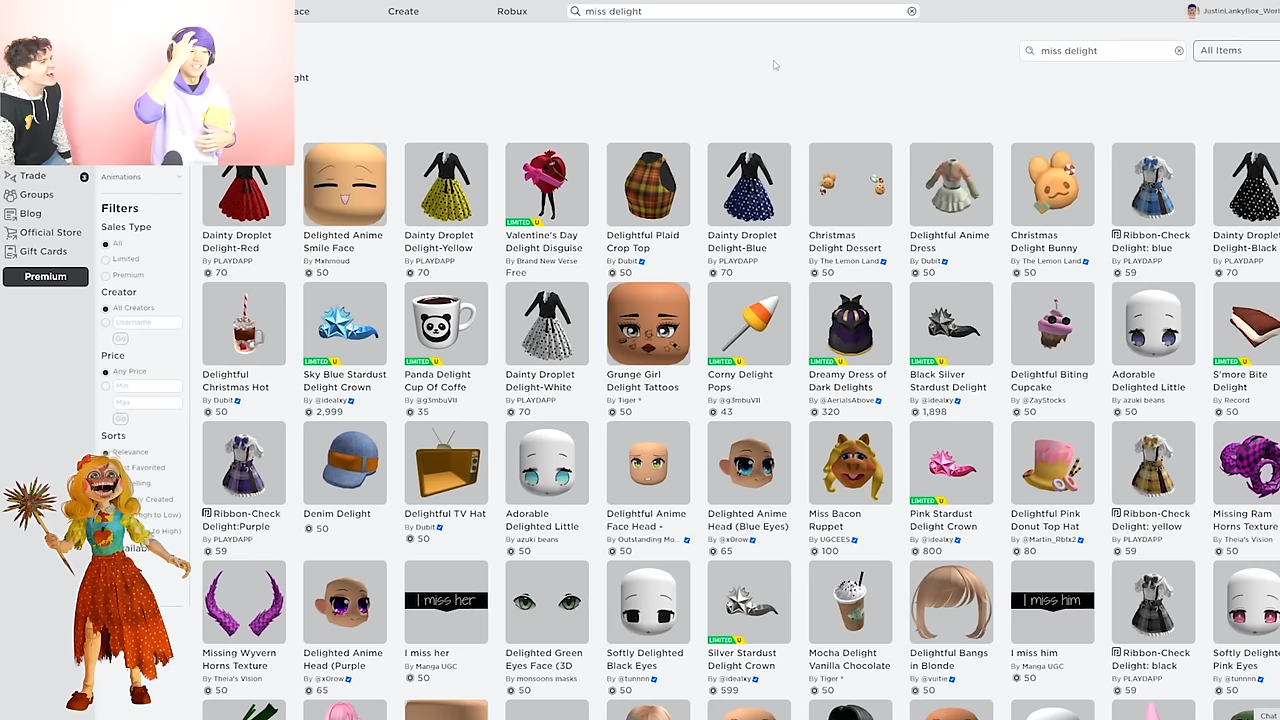 Create
Robux
miss delight
miss delight
All Items
Trade
3
Groups
Blog
Official Store
Gift Cards
Premium
Animations
Filters
Sales Type
All
Limited
Premium
Creator
All Creators
Username
Go
Price
Any Price
Min
Max
Go
Sorts
Relevance
LIMITED U
Dainty Droplet Delight-Red
By PLAYDAPP
70
Delighted Anime Smile Face
By Mxhmoud
50
Dainty Droplet Delight-Yellow
By PLAYDAPP
70
Valentine's Day Delight Disguise
By Brand New Verse
Free
Delightful Plaid Crop Top
By Dubit
50
Dainty Droplet Delight-Blue
By PLAYDAPP
70
Christmas Delight Dessert
By The Lemon Land
50
Delightful Anime Dress
By Dubit
50
Christmas Delight Bunny
By The Lemon Land
50
Ribbon-Check Delight: blue
By PLAYDAPP
59
Dainty Droplet Delight-Black
By PLAYDAPP
70
LIMITED U
LIMITED U
LIMITED U
LIMITED U
LIMITED U
LIMITED U
Delightful Christmas Hot
By Dubit
50
Sky Blue Stardust Delight Crown
By @idealxy
2,999
Panda Delight Cup Of Coffe
By @g3mbuVII
35
Dainty Droplet Delight-White
By PLAYDAPP
70
Grunge Girl Delight Tattoos
By Tiger *
50
Corny Delight Pops
By @g3mbuVII
43
Dreamy Dress of Dark Delights
By @AerialsAbove
320
Black Silver Stardust Delight
By @idealxy
1,898
Delightful Biting Cupcake
By @ZayStocks
50
Adorable Delighted Little
By azuki beans
50
S'more Bite Delight
By Record
50
LIMITED U
Ribbon-Check Delight:Purple
By PLAYDAPP
59
Denim Delight
50
Delightful TV Hat
By Dubit
50
Adorable Delighted Little
By azuki beans
50
Delightful Anime Face Head -
By Outstanding Mo...
50
Delighted Anime Head (Blue Eyes)
By @x0row
65
Miss Bacon Ruppet
By UGCEES
100
Pink Stardust Delight Crown
By @idealxy
800
Delightful Pink Donut Top Hat
By @Martin_Rblx2
80
Ribbon-Check Delight: yellow
By PLAYDAPP
59
Missing Ram Horns Texture
By Theia's Vision
50
I miss her
LIMITED U
I miss him
Missing Wyvern Horns Texture
By Theia's Vision
50
Delighted Anime Head (Purple
By @x0row
65
I miss her
By Manga UGC
50
Delighted Green Eyes Face (3D
By monsoons masks
50
Softly Delighted Black Eyes
By @tunnnn
50
Silver Stardust Delight Crown
By @idealxy
599
Mocha Delight Vanilla Chocolate
By Tiger *
50
Delightful Bangs in Blonde
By @vuitie
50
I miss him
By Manga UGC
50
Ribbon-Check Delight: black
By PLAYDAPP
59
Softly Delighted Pink Eyes
By @tunnnn
50
Chat